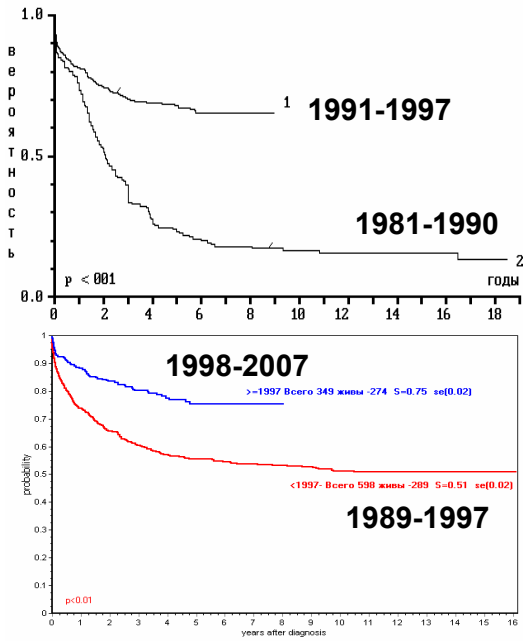 1.0
вероятность
1
1991-1997
0.5
1981-1990
2
p <001
годы
0.0
0 2 4 6 8 10 12 14 16 18
1
1998-2007
0.9
>=1997 Всего 349 живы -274 S=0.75 se(0.02)
0.8
0.7
0.6
probability
0.5
<1997- Всего 598 живы -289 S=0.51 se(0.02)
0.4
1989-1997
0.3
0.2
0.1
p<0.01
0
0 1 2 3 4 5 6 7 8 9 10 11 12 13 14 15 16
years after diagnosis